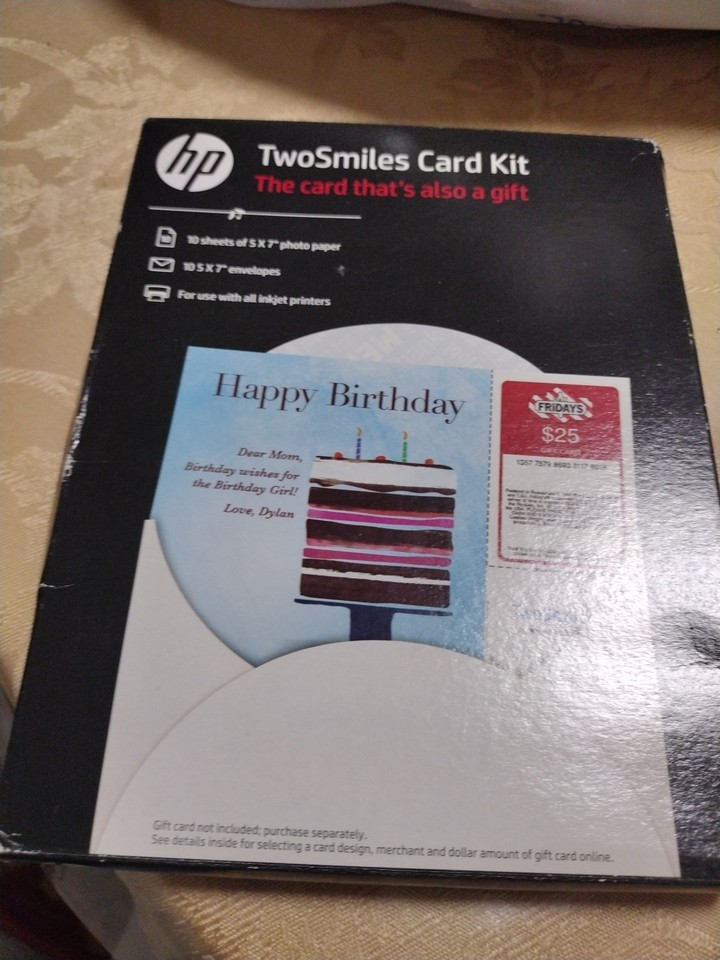 hp
TwoSmiles Card Kit
The card that's also a gift
10 sheets of 5 X 7" photo paper
10 5 X 7" envelopes
For use with all inkjet printers
Happy Birthday
Dear Mom,
Birthday wishes for
the Birthday Girl!
Love, Dylan
FRIDAYS
$25
GIFT CARD
TwoSmiles
Gift card not included; purchase separately.
See details inside for selecting a card design, merchant and dollar amount of gift card online.